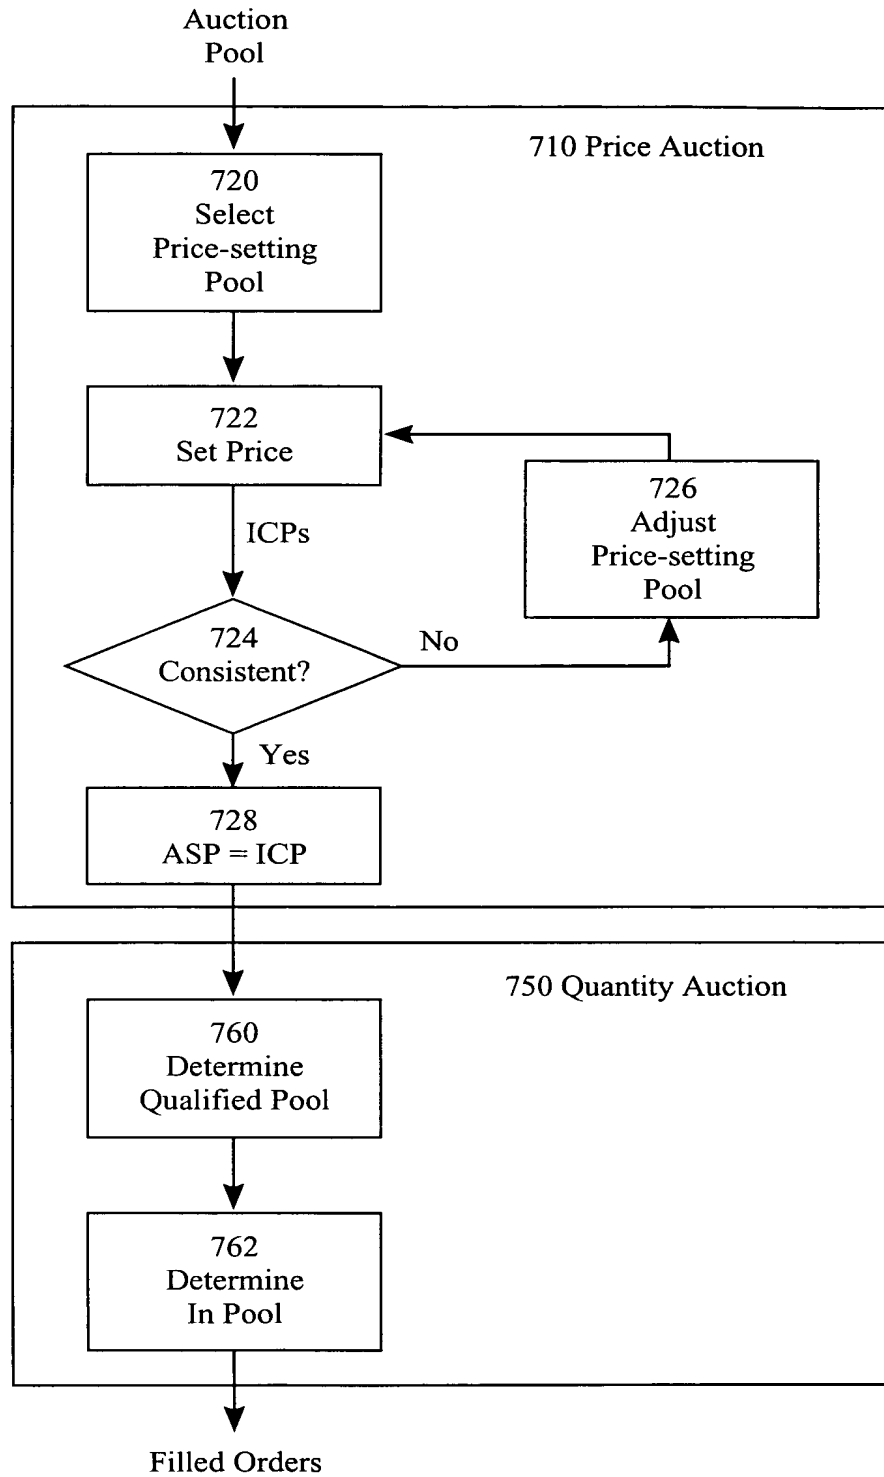 Auction
Pool
710 Price Auction
720
Select
Price-setting
Pool
722
Set Price
726
Adjust
Price-setting
Pool
ICPs
724
Consistent?
No
Yes
728
ASP = ICP
750 Quantity Auction
760
Determine
Qualified Pool
762
Determine
In Pool
Filled Orders